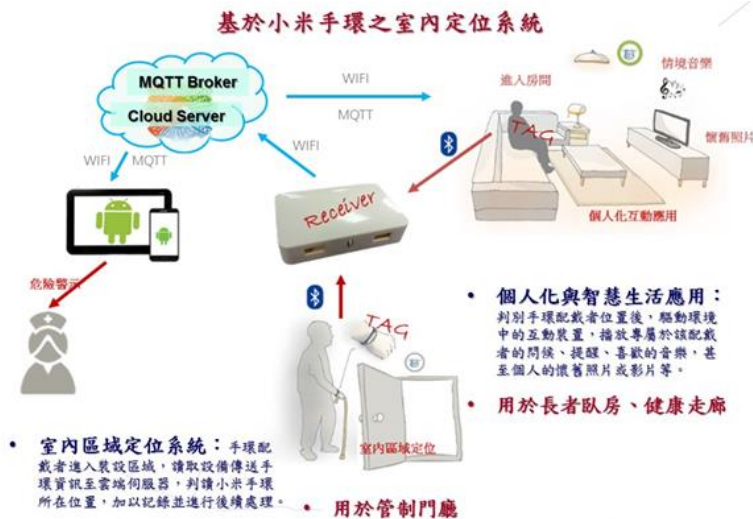 基於小米手環之室內定位系統
MQTT Broker
Cloud Server
WIFI
MQTT
WIFI
WIFI
MQTT
進入房間
情境音樂
懷舊照片
TAG
個人化互動應用
Receiver
危險警示
TAG
室內區域定位
• 個人化與智慧生活應用：
判別手環配戴者位置後，驅動環境
中的互動裝置，播放專屬於該配戴
者的問候、提醒、喜歡的音樂，甚
至個人的懷舊照片或影片等。
• 用於長者臥房、健康走廊
• 室內區域定位系統：手環配
戴者進入裝設區域，讀取設備傳送手
環資訊至雲端伺服器，判讀小米手環
所在位置，加以記錄並進行後續處理。
• 用於管制門廳